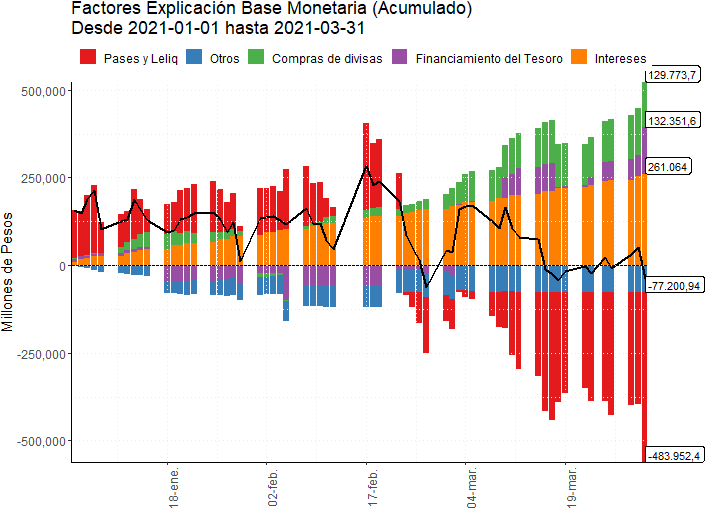 Factores Explicación Base Monetaria (Acumulado)
Desde 2021-01-01 hasta 2021-03-31
Pases y Leliq Otros Compras de divisas Financiamiento del Tesoro Intereses
129.773,7
500,000
132.351,6
250,000
261.064
Millones de Pesos
0
-77.200,94
-250,000
-500,000
-483.952,4
18-ene.
02-feb.
17-feb.
04-mar.
19-mar.